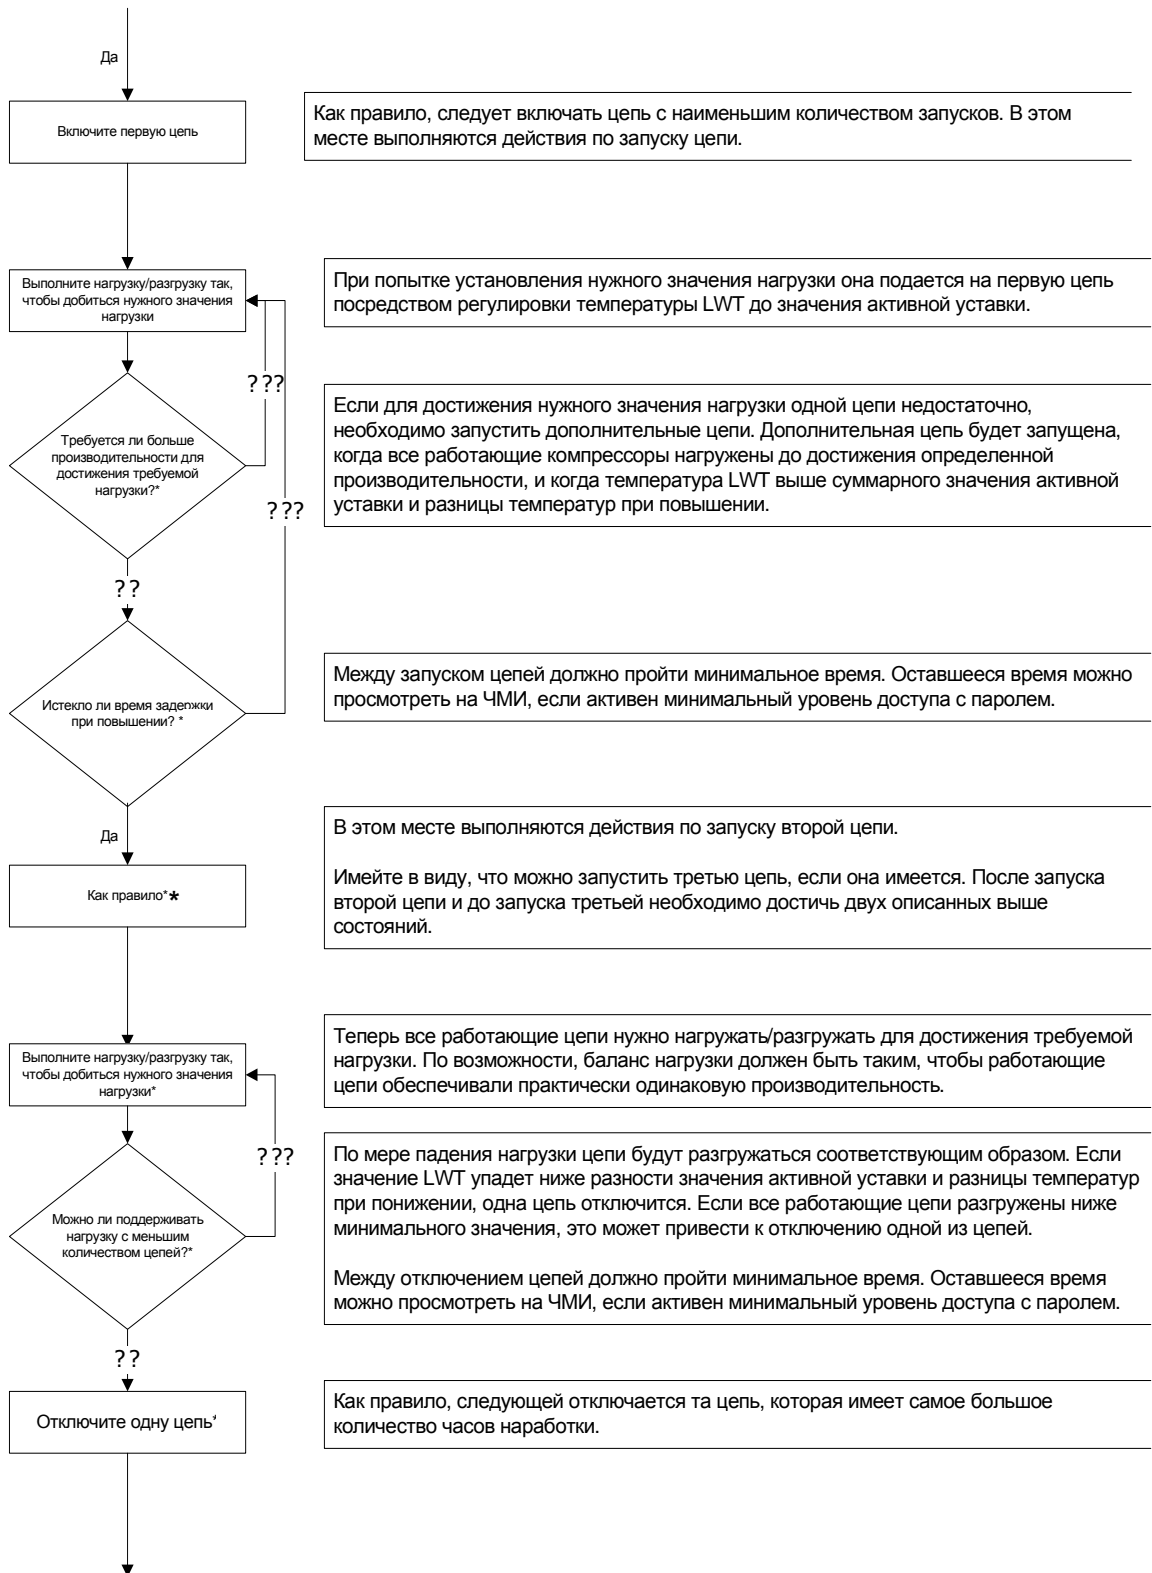 Да
Включите первую цепь
Как правило, следует включать цепь с наименьшим количеством запусков. В этом
месте выполняются действия по запуску цепи.
Выполните нагрузку/разгрузку так,
чтобы добиться нужного значения
нагрузки
При попытке установления нужного значения нагрузки она подается на первую цепь
посредством регулировки температуры LWT до значения активной уставки.
???
Требуется ли больше
производительности для
достижения требуемой
нагрузки?*
Если для достижения нужного значения нагрузки одной цепи недостаточно,
необходимо запустить дополнительные цепи. Дополнительная цепь будет запущена,
когда все работающие компрессоры нагружены до достижения определенной
производительности, и когда температура LWT выше суммарного значения активной
уставки и разницы температур при повышении.
???
??
Истекло ли время задержки
при повышении? *
Между запуском цепей должно пройти минимальное время. Оставшееся время можно
просмотреть на ЧМИ, если активен минимальный уровень доступа с паролем.
Да
Как правило**
В этом месте выполняются действия по запуску второй цепи.
Имейте в виду, что можно запустить третью цепь, если она имеется. После запуска
второй цепи и до запуска третьей необходимо достичь двух описанных выше
состояний.
Выполните нагрузку/разгрузку так,
чтобы добиться нужного значения
нагрузки*
Теперь все работающие цепи нужно нагружать/разгружать для достижения требуемой
нагрузки. По возможности, баланс нагрузки должен быть таким, чтобы работающие
цепи обеспечивали практически одинаковую производительность.
???
Можно ли поддерживать
нагрузку с меньшим
количеством цепей?*
По мере падения нагрузки цепи будут разгружаться соответствующим образом. Если
значение LWT упадет ниже разности значения активной уставки и разницы температур
при понижении, одна цепь отключится. Если все работающие цепи разгружены ниже
минимального значения, это может привести к отключению одной из цепей.
Между отключением цепей должно пройти минимальное время. Оставшееся время
можно просмотреть на ЧМИ, если активен минимальный уровень доступа с паролем.
??
Отключите одну цепь*
Как правило, следующей отключается та цепь, которая имеет самое большое
количество часов наработки.